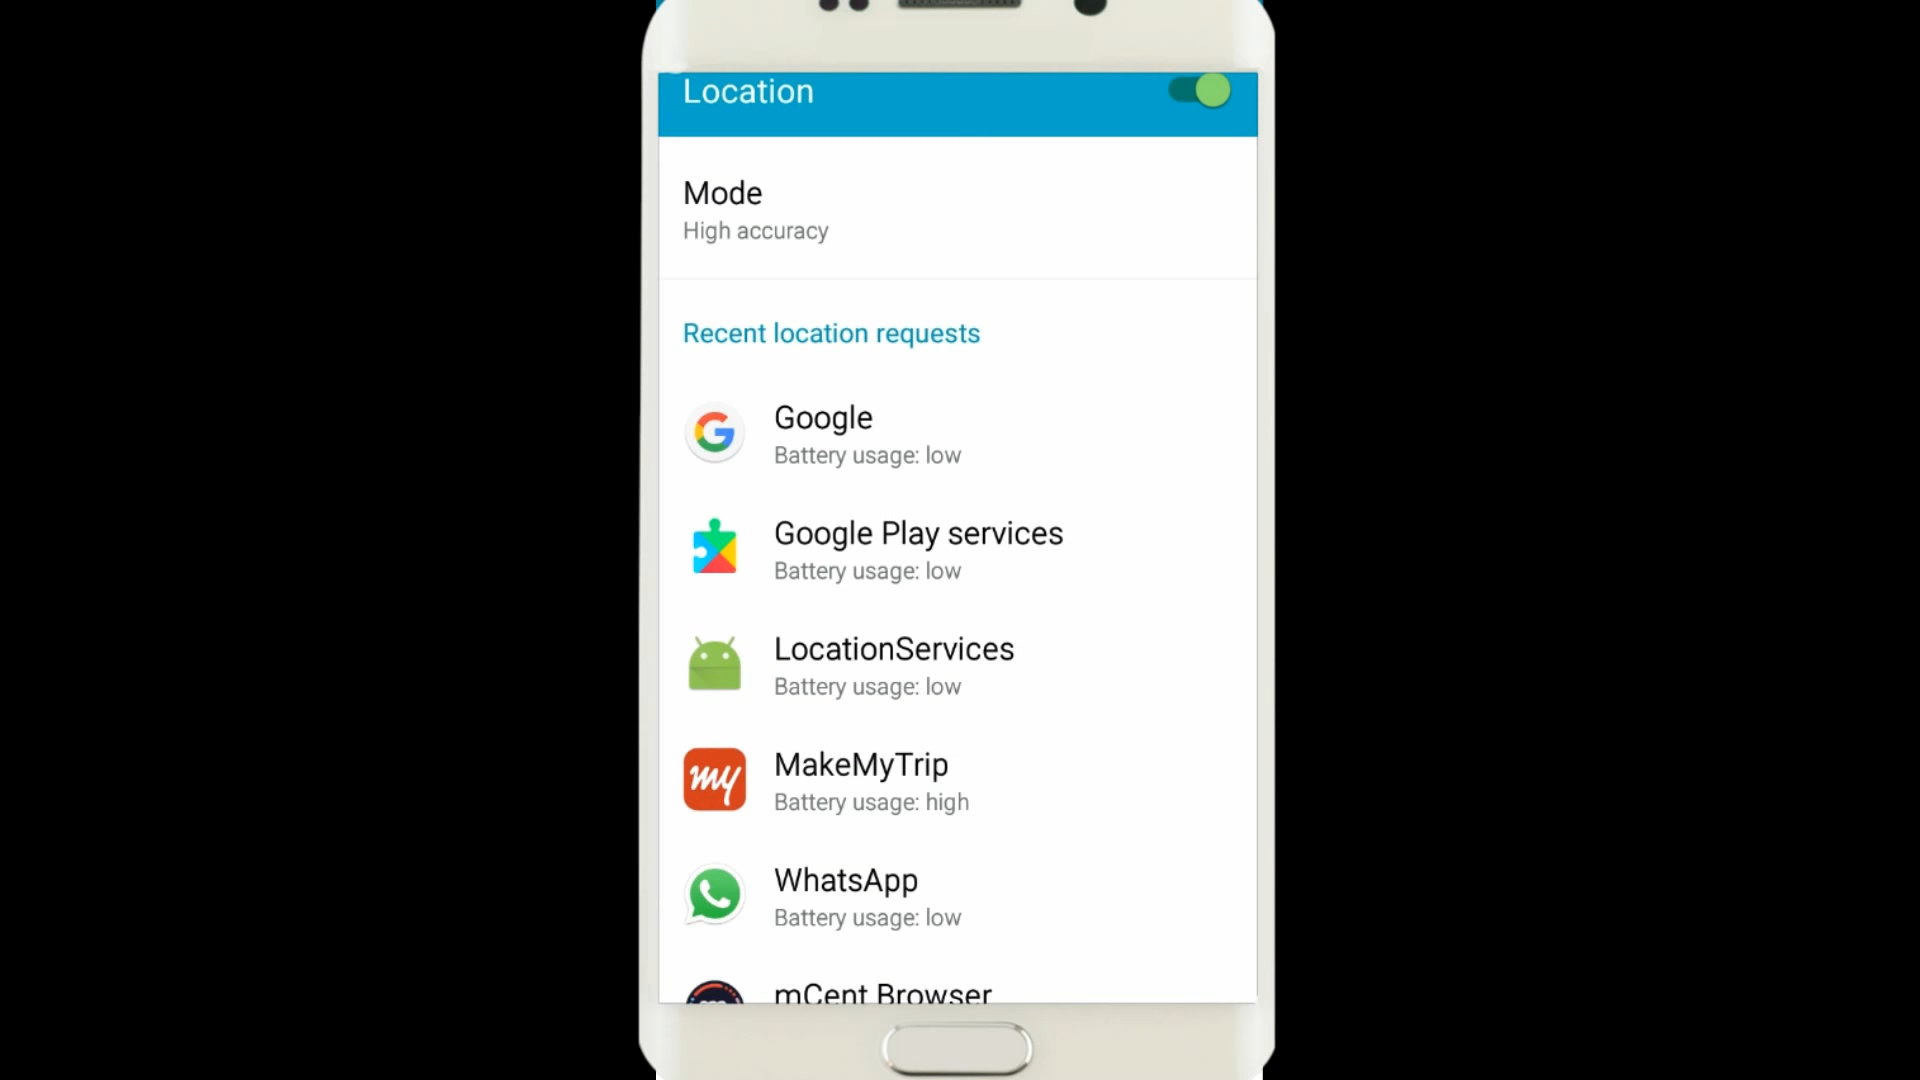 Location
Mode
High accuracy
Recent location requests
Google
Battery usage: low
Google Play services
Battery usage: low
LocationServices
Battery usage: low
MakeMyTrip
Battery usage: high
my
WhatsApp
Battery usage: low
mCent Browser